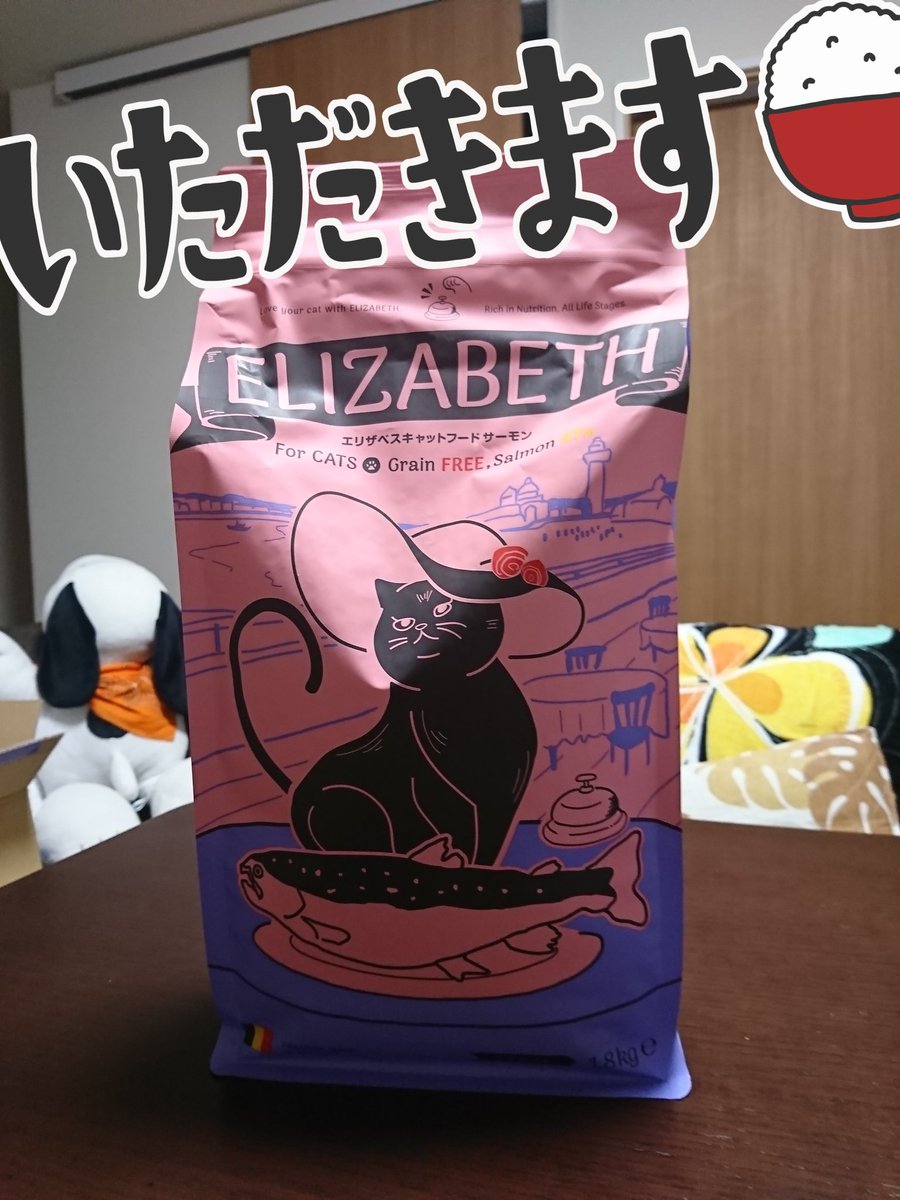 いただきます
Love your cat with ELIZABETH.
Rich in Nutrition. All Life Stages.
ELIZABETH
エリザベスキャットフード サーモン
For CATS Grain FREE, Salmon
1.8kg ℮